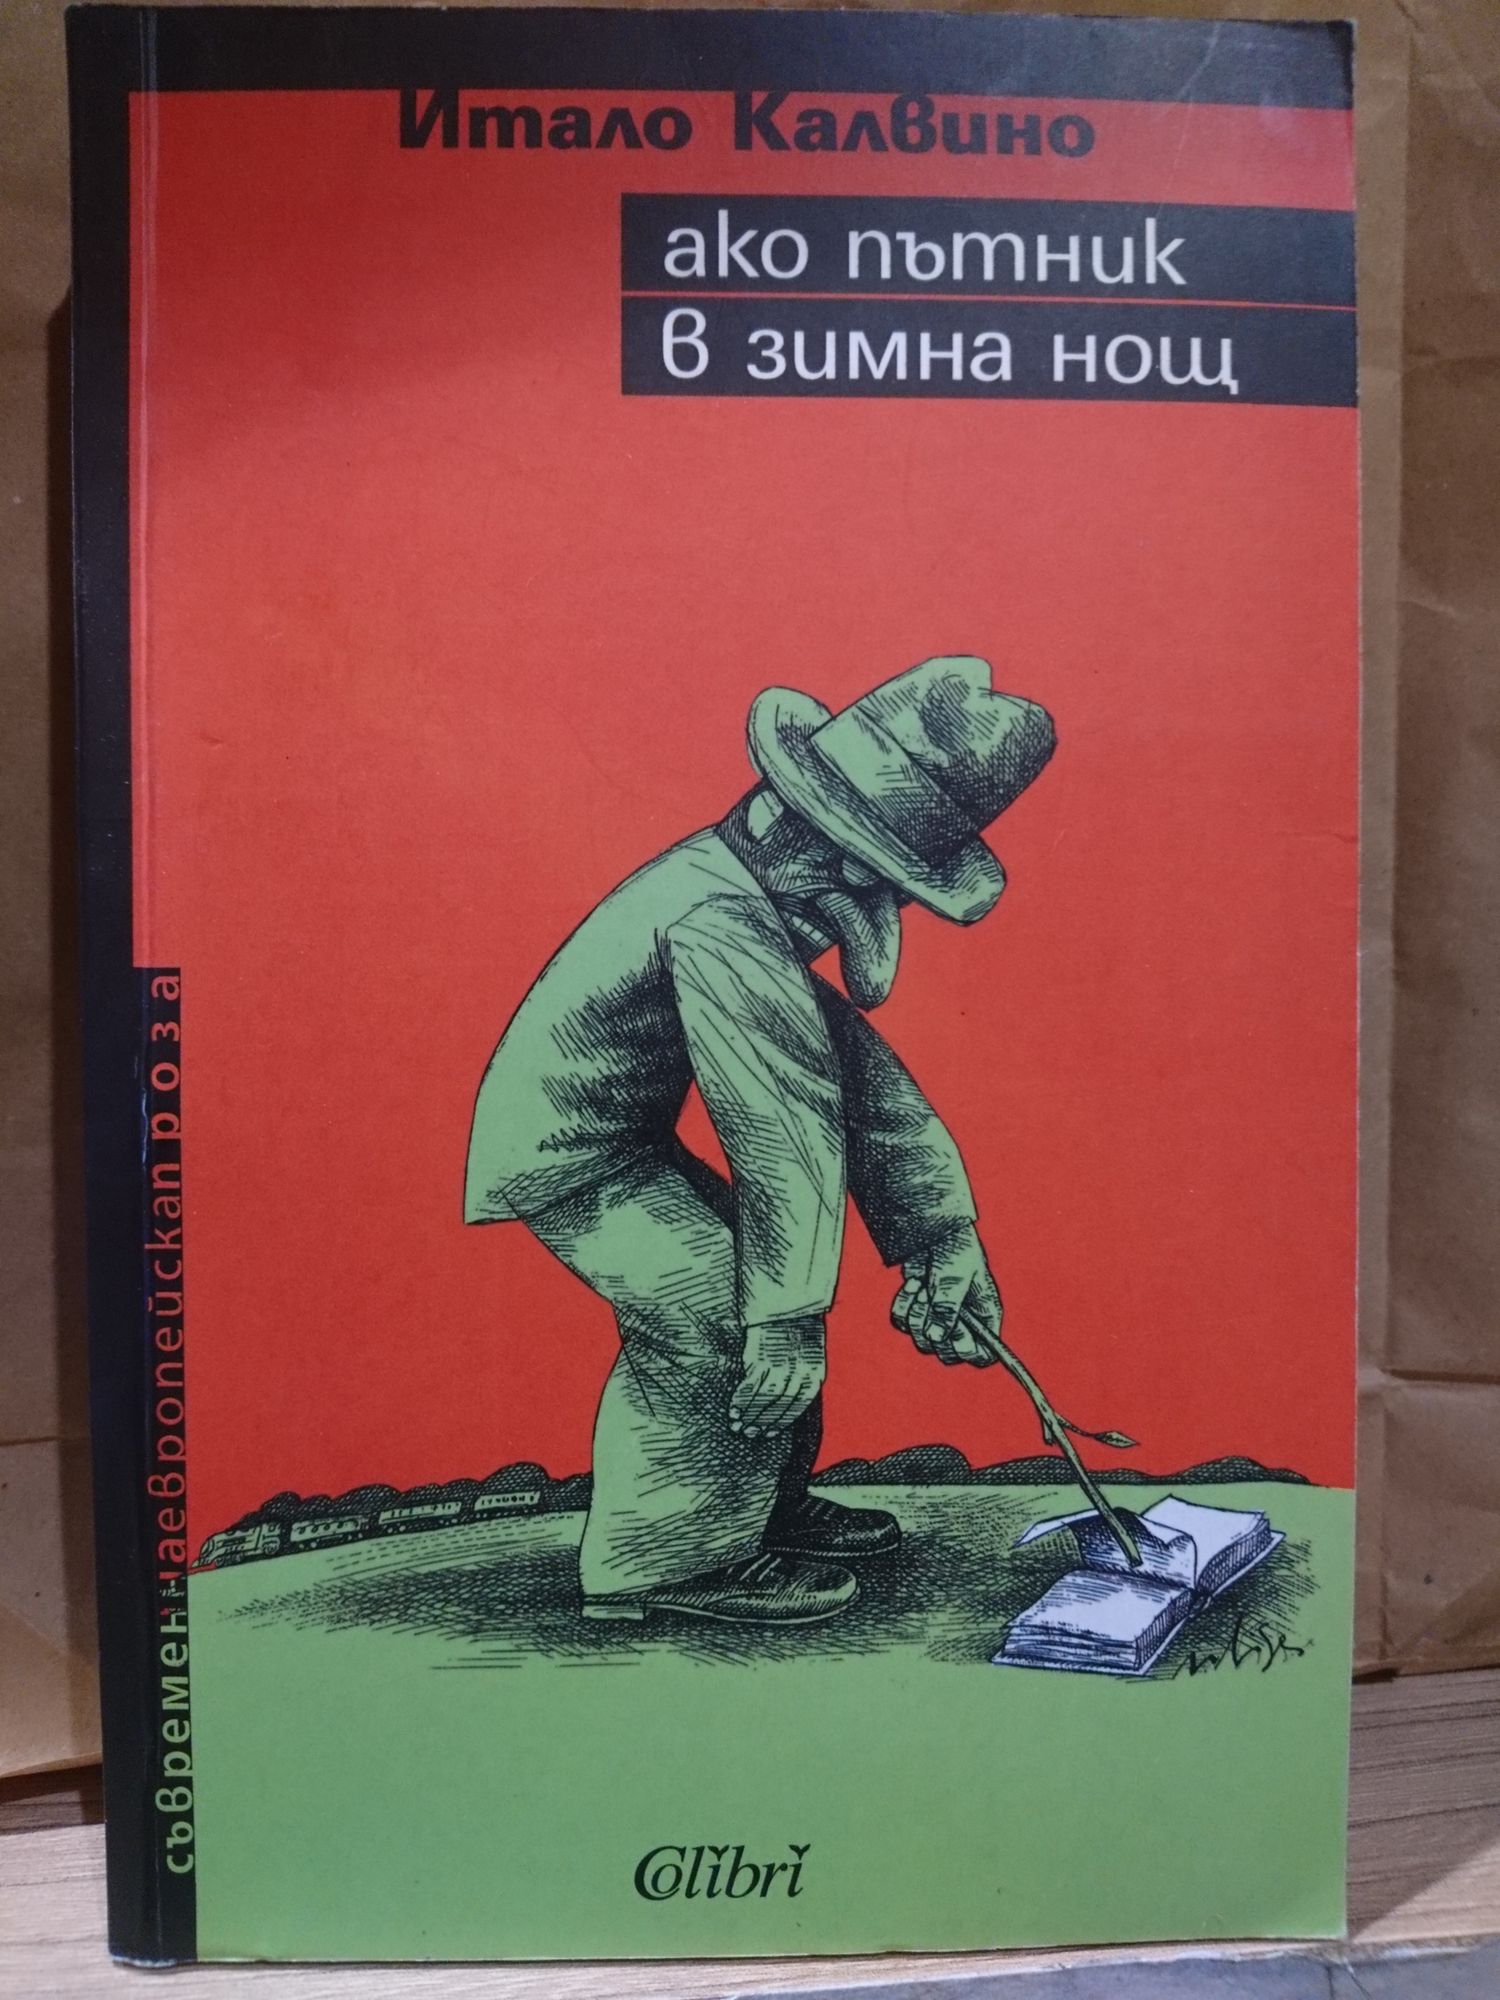 Итало Калвино
ако пътник
в зимна нощ
съвременнаевропейскапроза
Colibri